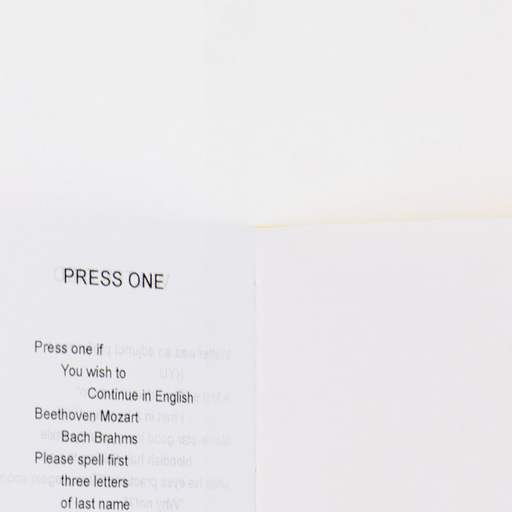 PRESS ONE
Press one if
You wish to
Continue in English
Beethoven Mozart
Bach Brahms
Please spell first
three letters
of last name